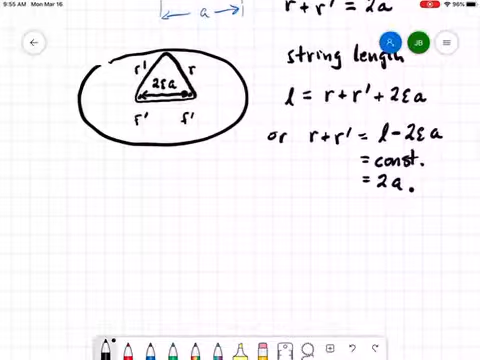 9:55 AM Mon Mar 16
96%
a
r + r' = 2a
JB
string length
r'
r
2εa
l = r + r' + 2εa
F'
F'
or r + r' = l - 2εa
= const.
= 2a.